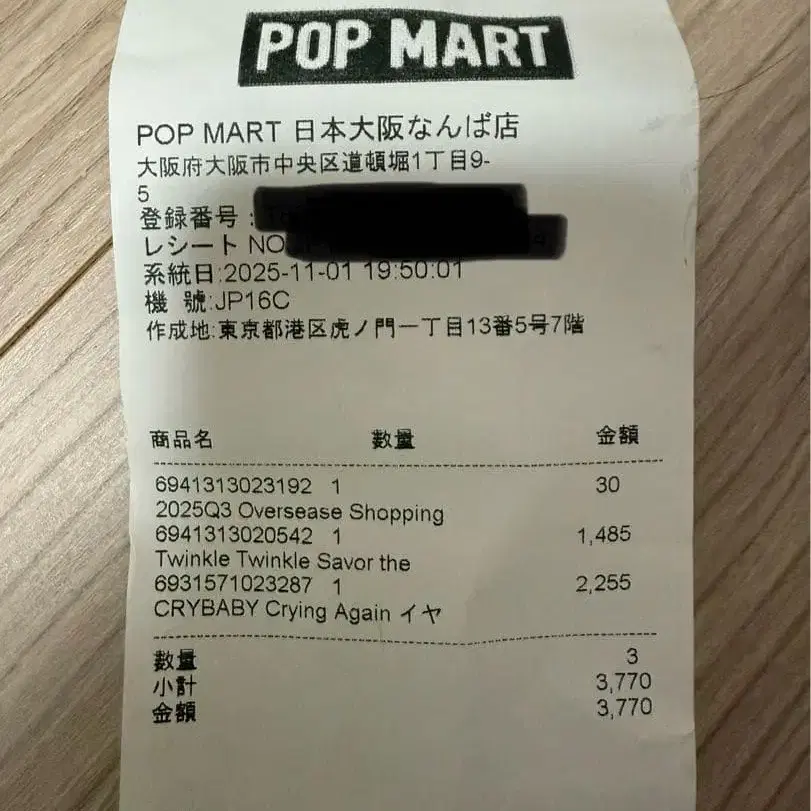 POP MART
POP MART 日本大阪なんば店
大阪府大阪市中央区道頓堀1丁目9-
5
登録番号:
レシート NO
系統日:2025-11-01 19:50:01
機 號:JP16C
作成地:東京都港区虎ノ門一丁目13番5号7階
商品名 数量 金額
6941313023192 1 30
2025Q3 Oversease Shopping
6941313020542 1 1,485
Twinkle Twinkle Savor the
6931571023287 1 2,255
CRYBABY Crying Again イヤ
数量 3
小計 3,770
金額 3,770